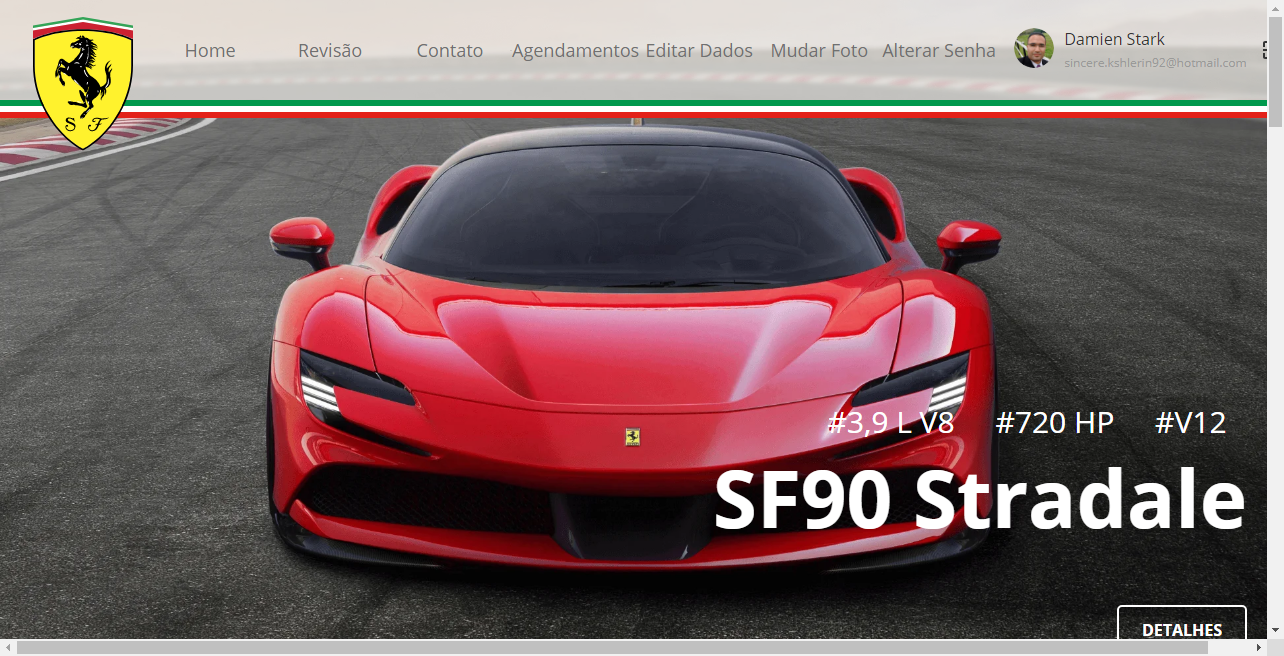 Home Revisão Contato Agendamentos Editar Dados Mudar Foto Alterar Senha Damien Stark
sincere.kshlerin92@hotmail.com
S F
#3,9 L V8 #720 HP #V12
SF90 Stradale
DETALHES